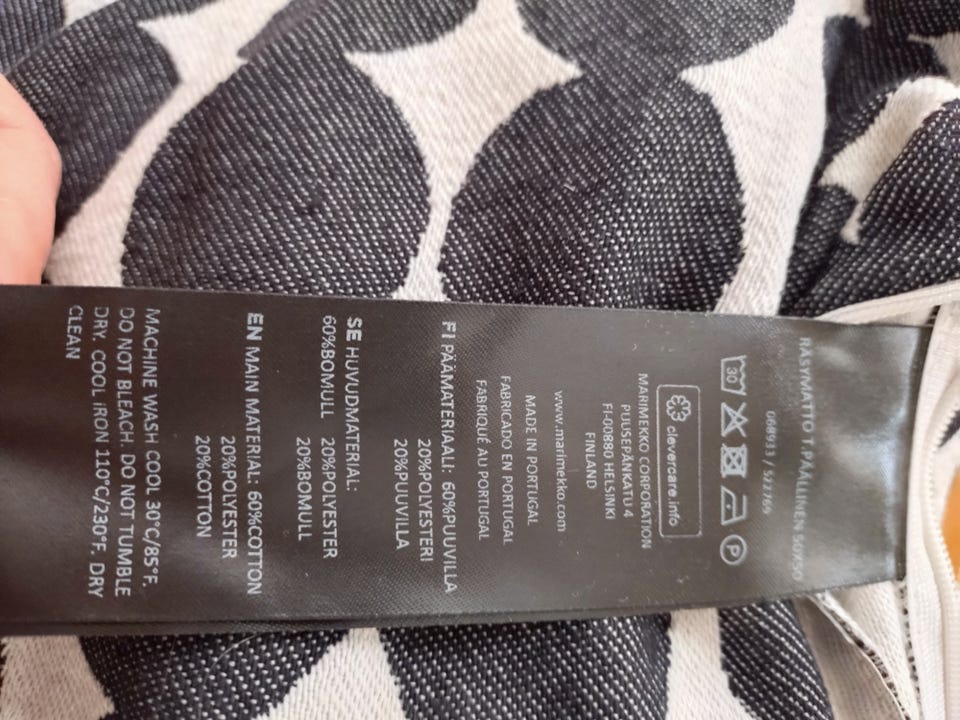 RÄSYMATTO T.PÄÄLLINEN 50X50
068933 / 522769
30
P
clevercare.info
MARIMEKKO CORPORATION
PUUSEPÄNKATU 4
FI-00880 HELSINKI
FINLAND
www.marimekko.com
MADE IN PORTUGAL
FABRICADO EN PORTUGAL
FABRIQUÉ AU PORTUGAL
FI PÄÄMATERIAALI: 60%PUUVILLA
20%POLYESTERI
20%PUUVILLA
SE HUVUDMATERIAL:
60%BOMULL 20%POLYESTER
20%BOMULL
EN MAIN MATERIAL: 60%COTTON
20%POLYESTER
20%COTTON
MACHINE WASH COOL 30°C/85°F.
DO NOT BLEACH. DO NOT TUMBLE
DRY. COOL IRON 110°C/230°F. DRY
CLEAN